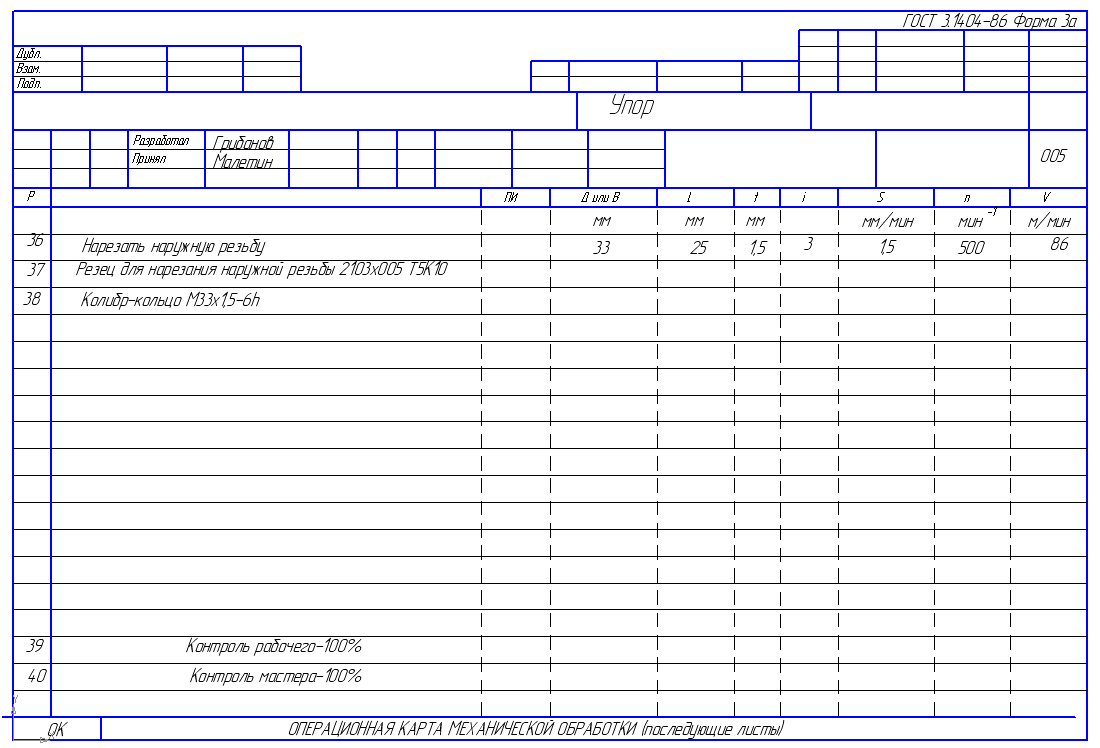 ГОСТ 3.1404-86 Форма 3а
Дубл.
Взам.
Подп.
Упор
Разработал Грибанов
Принял Малетин
005
Р ПИ Д или В L t i S n V
мм мм мм мм/мин мин⁻¹ м/мин
36 Нарезать наружную резьбу 33 25 1,5 3 1,5 500 86
37 Резец для нарезания наружной резьбы 2103х005 Т5К10
38 Колибр-кольцо М33х1,5-6h
39 Контроль рабочего-100%
40 Контроль мастера-100%
ОК ОПЕРАЦИОННАЯ КАРТА МЕХАНИЧЕСКОЙ ОБРАБОТКИ (последующие листы)